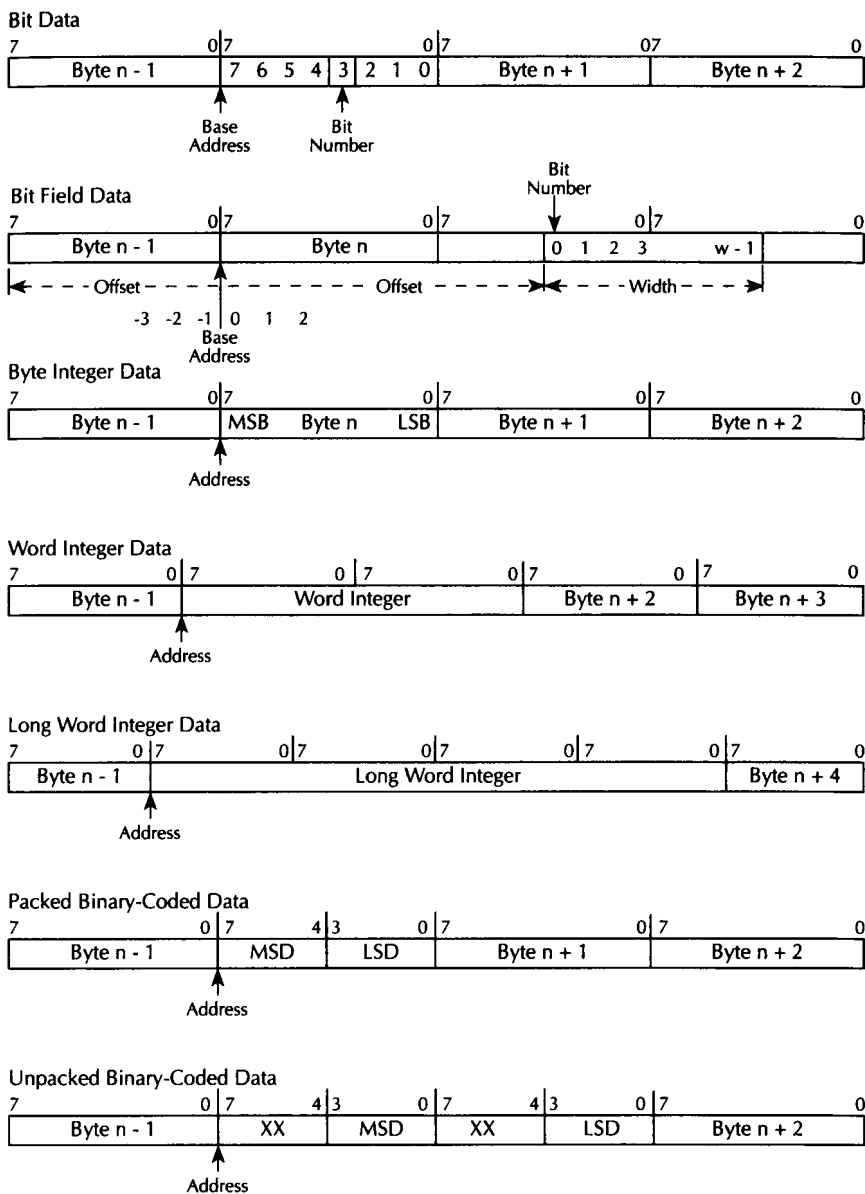 Bit Data
7 0 7 0 7 0 7 0
Byte n - 1 7 6 5 4 3 2 1 0 Byte n + 1 Byte n + 2
Base Address
Bit Number
Bit Number
Bit Field Data
7 0 7 0 7 0 7 0
Byte n - 1 Byte n 0 1 2 3 w - 1
Offset Offset Width
-3 -2 -1 0 1 2
Base Address
Byte Integer Data
7 0 7 0 7 0 7 0
Byte n - 1 MSB Byte n LSB Byte n + 1 Byte n + 2
Address
Word Integer Data
7 0 7 0 7 0 7 0 7 0
Byte n - 1 Word Integer Byte n + 2 Byte n + 3
Address
Long Word Integer Data
7 0 7 0 7 0 7 0 7 0 7 0
Byte n - 1 Long Word Integer Byte n + 4
Address
Packed Binary-Coded Data
7 0 7 4 3 0 7 0 7 0
Byte n - 1 MSD LSD Byte n + 1 Byte n + 2
Address
Unpacked Binary-Coded Data
7 0 7 4 3 0 7 4 3 0 7 0
Byte n - 1 XX MSD XX LSD Byte n + 2
Address